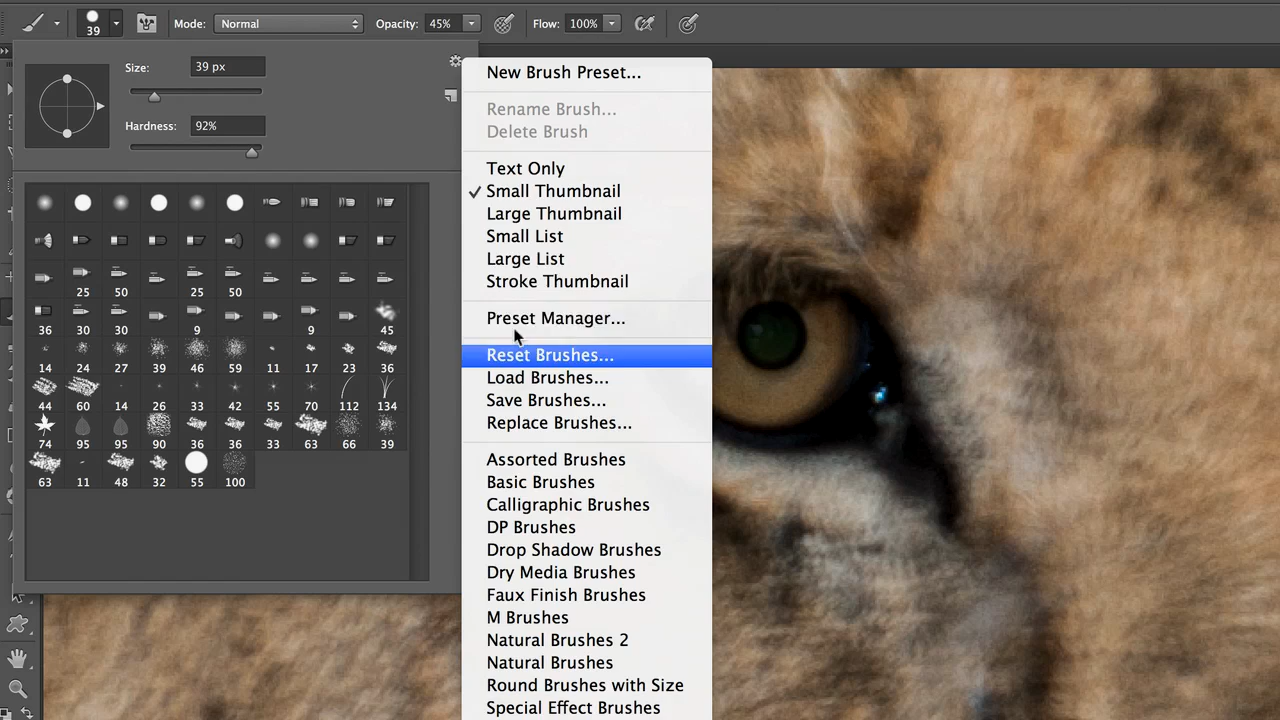 39
Mode:
Normal
Opacity:
45%
Flow:
100%
Size:
39 px
Hardness:
92%
25 50 25 50
36 30 30 9 9 45
14 24 27 39 46 59 11 17 23 36
44 60 14 26 33 42 55 70 112 134
74 95 95 90 36 36 33 63 66 39
63 11 48 32 55 100
New Brush Preset...
Rename Brush...
Delete Brush
Text Only
Small Thumbnail
Large Thumbnail
Small List
Large List
Stroke Thumbnail
Preset Manager...
Reset Brushes...
Load Brushes...
Save Brushes...
Replace Brushes...
Assorted Brushes
Basic Brushes
Calligraphic Brushes
DP Brushes
Drop Shadow Brushes
Dry Media Brushes
Faux Finish Brushes
M Brushes
Natural Brushes 2
Natural Brushes
Round Brushes with Size
Special Effect Brushes